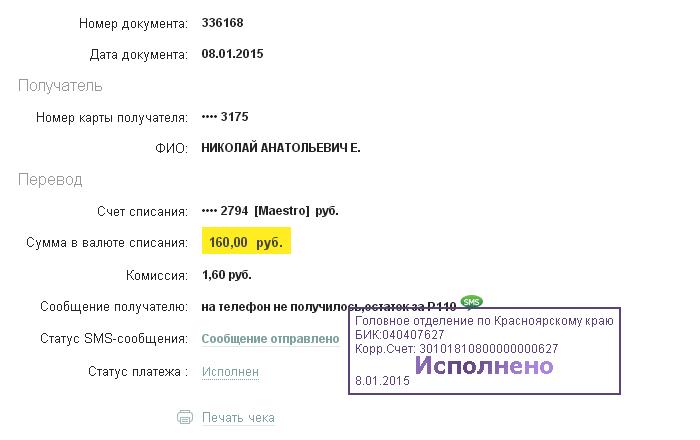 Номер документа: 336168
Дата документа: 08.01.2015
Получатель
Номер карты получателя: •••• 3175
ФИО: НИКОЛАЙ АНАТОЛЬЕВИЧ Е.
Перевод
Счет списания: •••• 2794 [Maestro] руб.
Сумма в валюте списания: 160,00 руб.
Комиссия: 1,60 руб.
Сообщение получателю: на телефон не получилось,остаток за Р110 SMS
Статус SMS-сообщения: Сообщение отправлено
Статус платежа : Исполнен
Головное отделение по Красноярскому краю
БИК:040407627
Корр.Счет: 30101810800000000627
Исполнено
8.01.2015
Печать чека